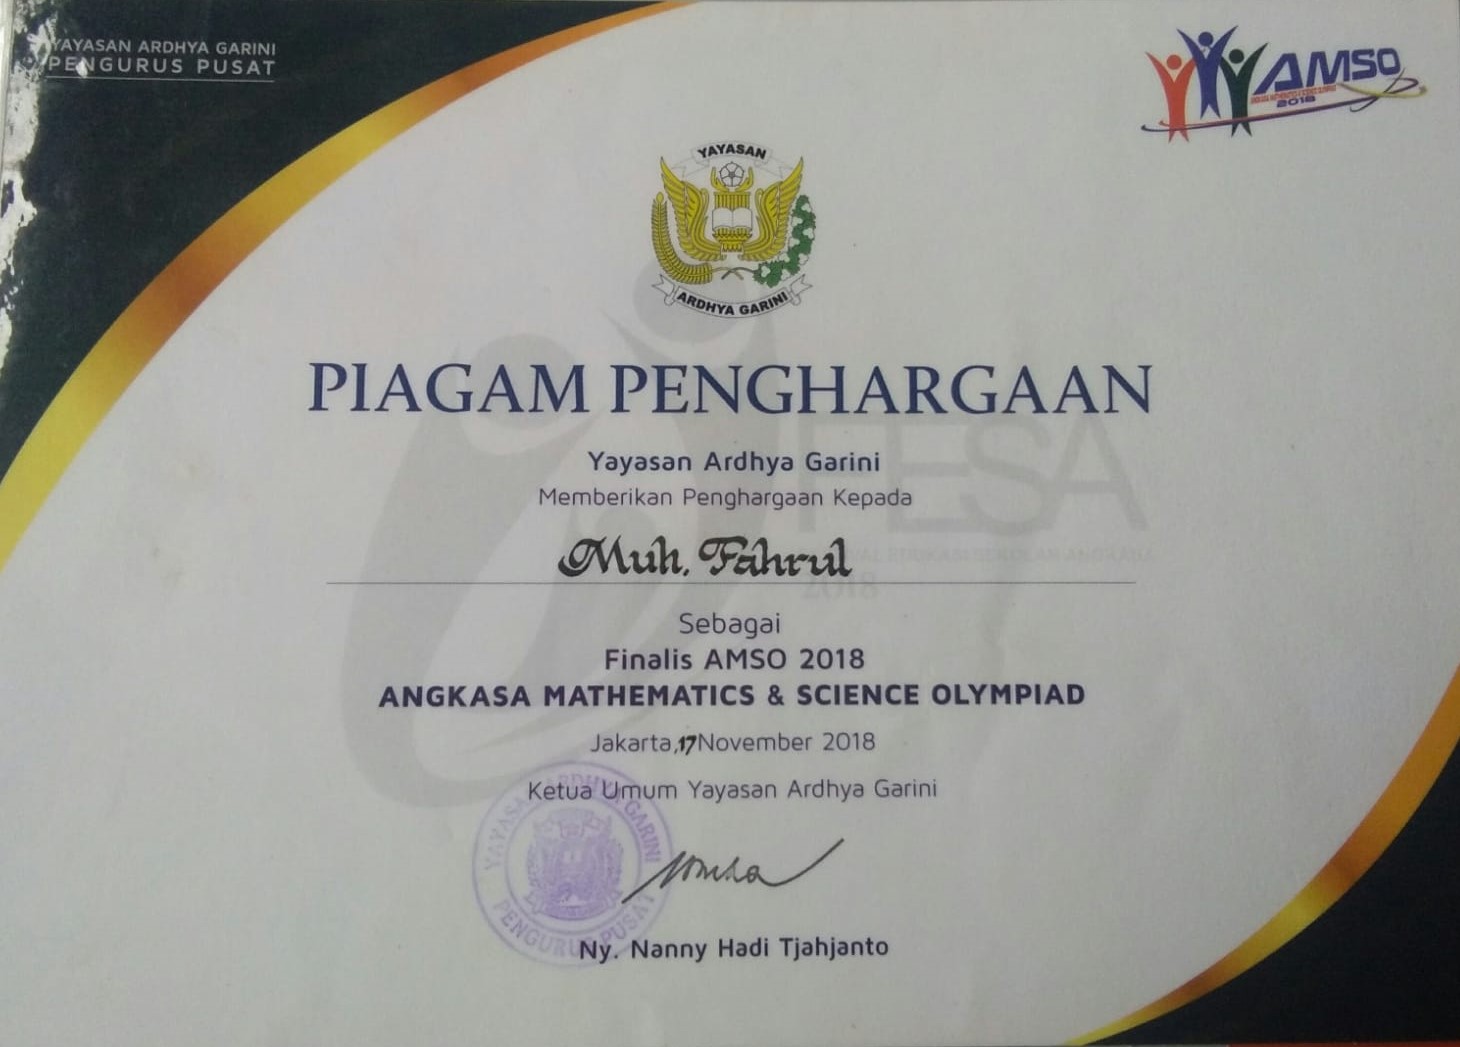 YAYASAN ARDHYA GARINI
PENGURUS PUSAT
AMSO
2018
YAYASAN
ARDHYA GARINI
PIAGAM PENGHARGAAN
Yayasan Ardhya Garini
Memberikan Penghargaan Kepada
Muh. Fahrul
FESA
2018
Sebagai
Finalis AMSO 2018
ANGKASA MATHEMATICS & SCIENCE OLYMPIAD
Jakarta,17November 2018
Ketua Umum Yayasan Ardhya Garini
YAYASAN ARDHYA GARINI
PENGURUS PUSAT
Ny. Nanny Hadi Tjahjanto